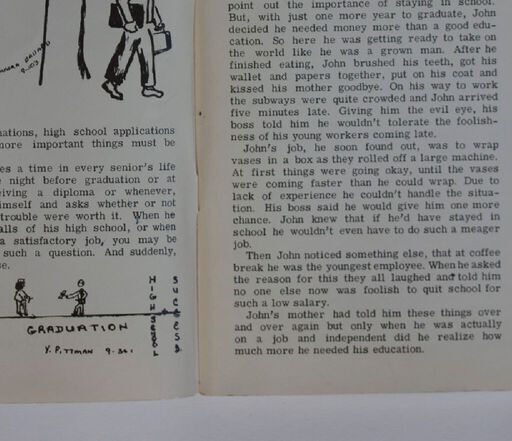 9-203
nations, high school applications
more important things must be
es a time in every senior's life
e night before graduation or at
eiving a diploma or whenever,
imself and asks whether or not
trouble were worth it. When he
alls of his high school, or when
a satisfactory job, you may be
such a question. And suddenly,
se.
HIGH SCHOOL
SUCCESS
GRADUATION
Y. PITTMAN 9-301
point out the importance of staying in school.
But, with just one more year to graduate, John
decided he needed money more than a good edu-
cation. So here he was getting ready to take on
the world like he was a grown man. After he
finished eating, John brushed his teeth, got his
wallet and papers together, put on his coat and
kissed his mother goodbye. On his way to work
the subways were quite crowded and John arrived
five minutes late. Giving him the evil eye, his
boss told him he wouldn't tolerate the foolish-
ness of his young workers coming late.
John's job, he soon found out, was to wrap
vases in a box as they rolled off a large machine.
At first things were going okay, until the vases
were coming faster than he could wrap. Due to
lack of experience he couldn't handle the situa-
tion. His boss said he would give him one more
chance. John knew that if he'd have stayed in
school he wouldn't even have to do such a meager
job.
Then John noticed something else, that at coffee
break he was the youngest employee. When he asked
the reason for this they all laughed and told him
no one else now was foolish to quit school for
such a low salary.
John's mother had told him these things over
and over again but only when he was actually
on a job and independent did he realize how
much more he needed his education.